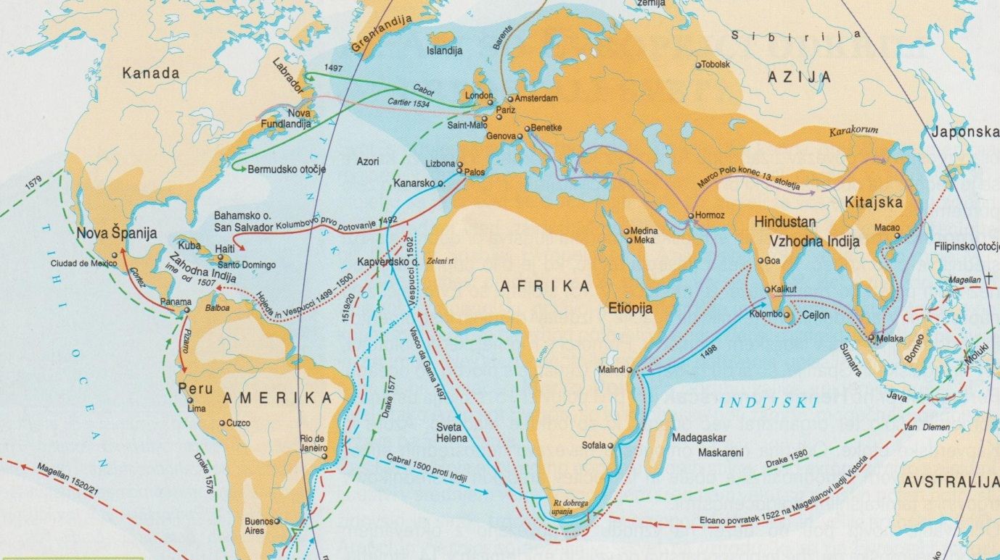 zemlja
Grenlandija
Islandija
Barents
S i b i r i j a
Kanada
Labrador
1497
Tobolsk
AZIJA
Cabot
Cartier 1534
London
Amsterdam
Pariz
Nova
Fundlandija
Saint-Malo
Benetke
Genova
Karakorum
Japonska
Azori
Lizbona
Palos
Bermudsko otočje
1579
Kanarsko o.
Marco Polo konec 13. stoletja
Kitajska
Hormoz
Hindustan
Vzhodna Indija
Bahamsko o.
San Salvador
Kolumbovo prvo potovanje 1492
Nova Španija
Medina
Meka
Macao
Kuba
Haiti
Filipinsko otočje
Ciudad de Mexico
Santo Domingo
Zahodna Indija
ime od 1507
Kapverdsko o.
Zeleni rt
Vespucci 1502
Goa
Cortez
AFRIKA
Magellan
Hojeda in Vespucci 1499–1500
Kalikut
Panama
Balboa
1519/20
Etiopija
Kolombo
Cejlon
Pizarro
Vasco da Gama 1497
Kongo
Melaka
Borneo
Sumatra
Moluki
1498
Malindi
TIHI OCEAN
ATLANTSKI OCEAN
Peru
Lima
AMERIKA
Drake 1577
Java
INDIJSKI
Cuzco
Sveta
Helena
Van Diemen
Rio de
Janeiro
Sofala
Madagaskar
Maskareni
Drake 1576
Cabral 1500 proti Indiji
Drake 1580
Magellan 1520/21
AVSTRALIJA
Rt dobrega
upanja
Elcano povratek 1522 na Magellanovi ladji Victoria
Buenos
Aires